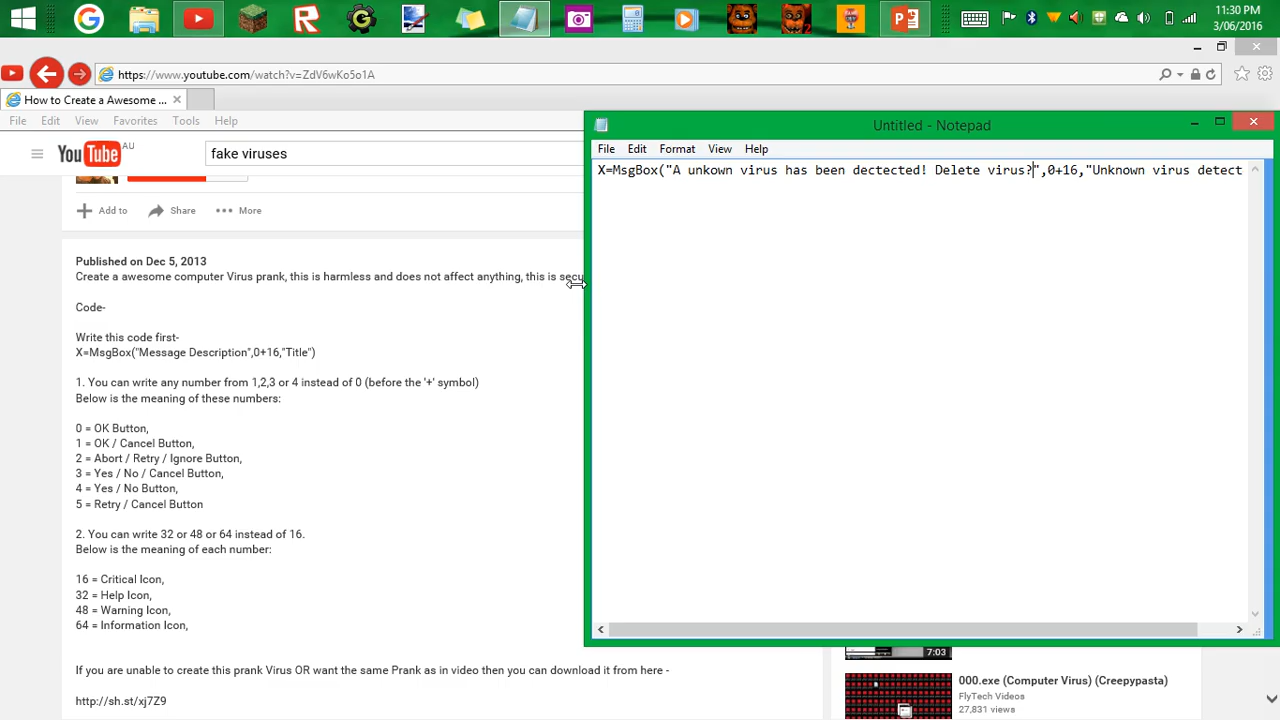 11:30 PM
3/06/2016
https://www.youtube.com/watch?v=ZdV6wKo5o1A
How to Create a Awesome ...
File Edit View Favorites Tools Help
YouTube AU
fake viruses
Add to Share More
Published on Dec 5, 2013
Create a awesome computer Virus prank, this is harmless and does not affect anything, this is secu
Code-
Write this code first-
X=MsgBox("Message Description",0+16,"Title")
1. You can write any number from 1,2,3 or 4 instead of 0 (before the '+' symbol)
Below is the meaning of these numbers:
0 = OK Button,
1 = OK / Cancel Button,
2 = Abort / Retry / Ignore Button,
3 = Yes / No / Cancel Button,
4 = Yes / No Button,
5 = Retry / Cancel Button
2. You can write 32 or 48 or 64 instead of 16.
Below is the meaning of each number:
16 = Critical Icon,
32 = Help Icon,
48 = Warning Icon,
64 = Information Icon,
If you are unable to create this prank Virus OR want the same Prank as in video then you can download it from here -
http://sh.st/xj7Z9
Untitled - Notepad
File Edit Format View Help
X=MsgBox("A unkown virus has been dectected! Delete virus?",0+16,"Unknown virus detect
7:03
000.exe (Computer Virus) (Creepypasta)
FlyTech Videos
27,831 views